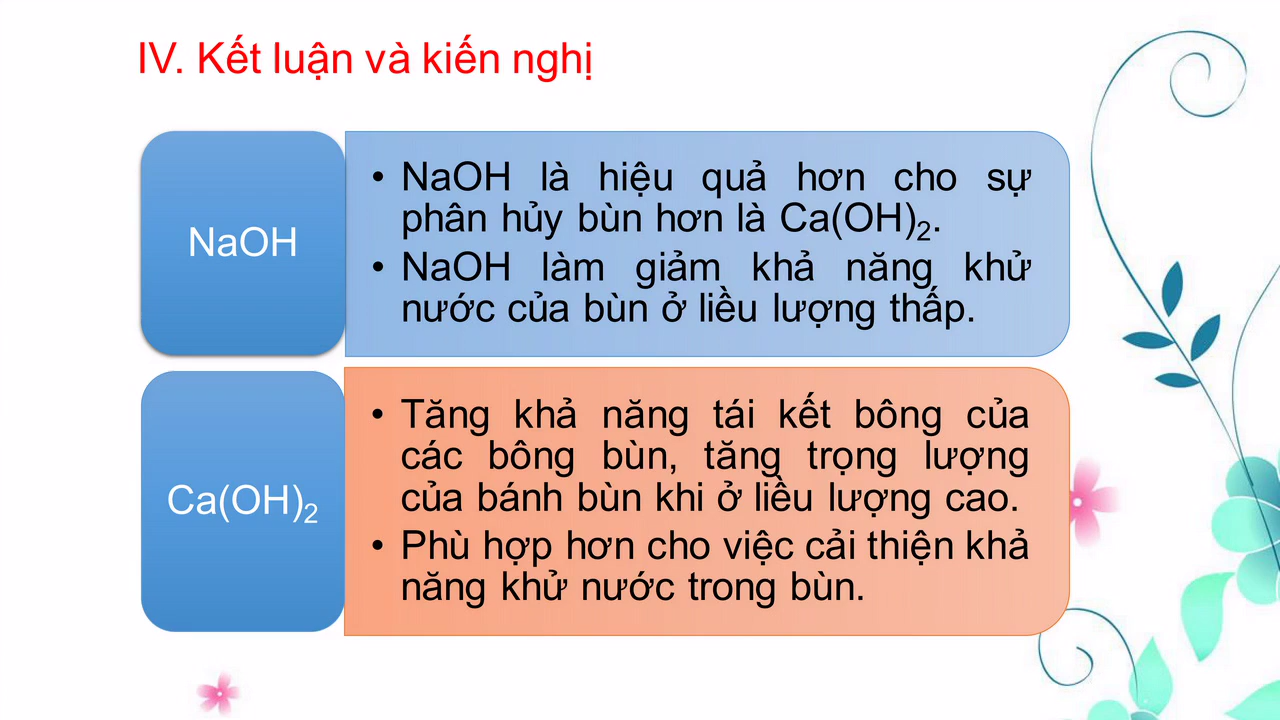 IV. Kết luận và kiến nghị
NaOH
• NaOH là hiệu quả hơn cho sự
phân hủy bùn hơn là Ca(OH)₂.
• NaOH làm giảm khả năng khử
nước của bùn ở liều lượng thấp.
Ca(OH)₂
• Tăng khả năng tái kết bông của
các bông bùn, tăng trọng lượng
của bánh bùn khi ở liều lượng cao.
• Phù hợp hơn cho việc cải thiện khả
năng khử nước trong bùn.